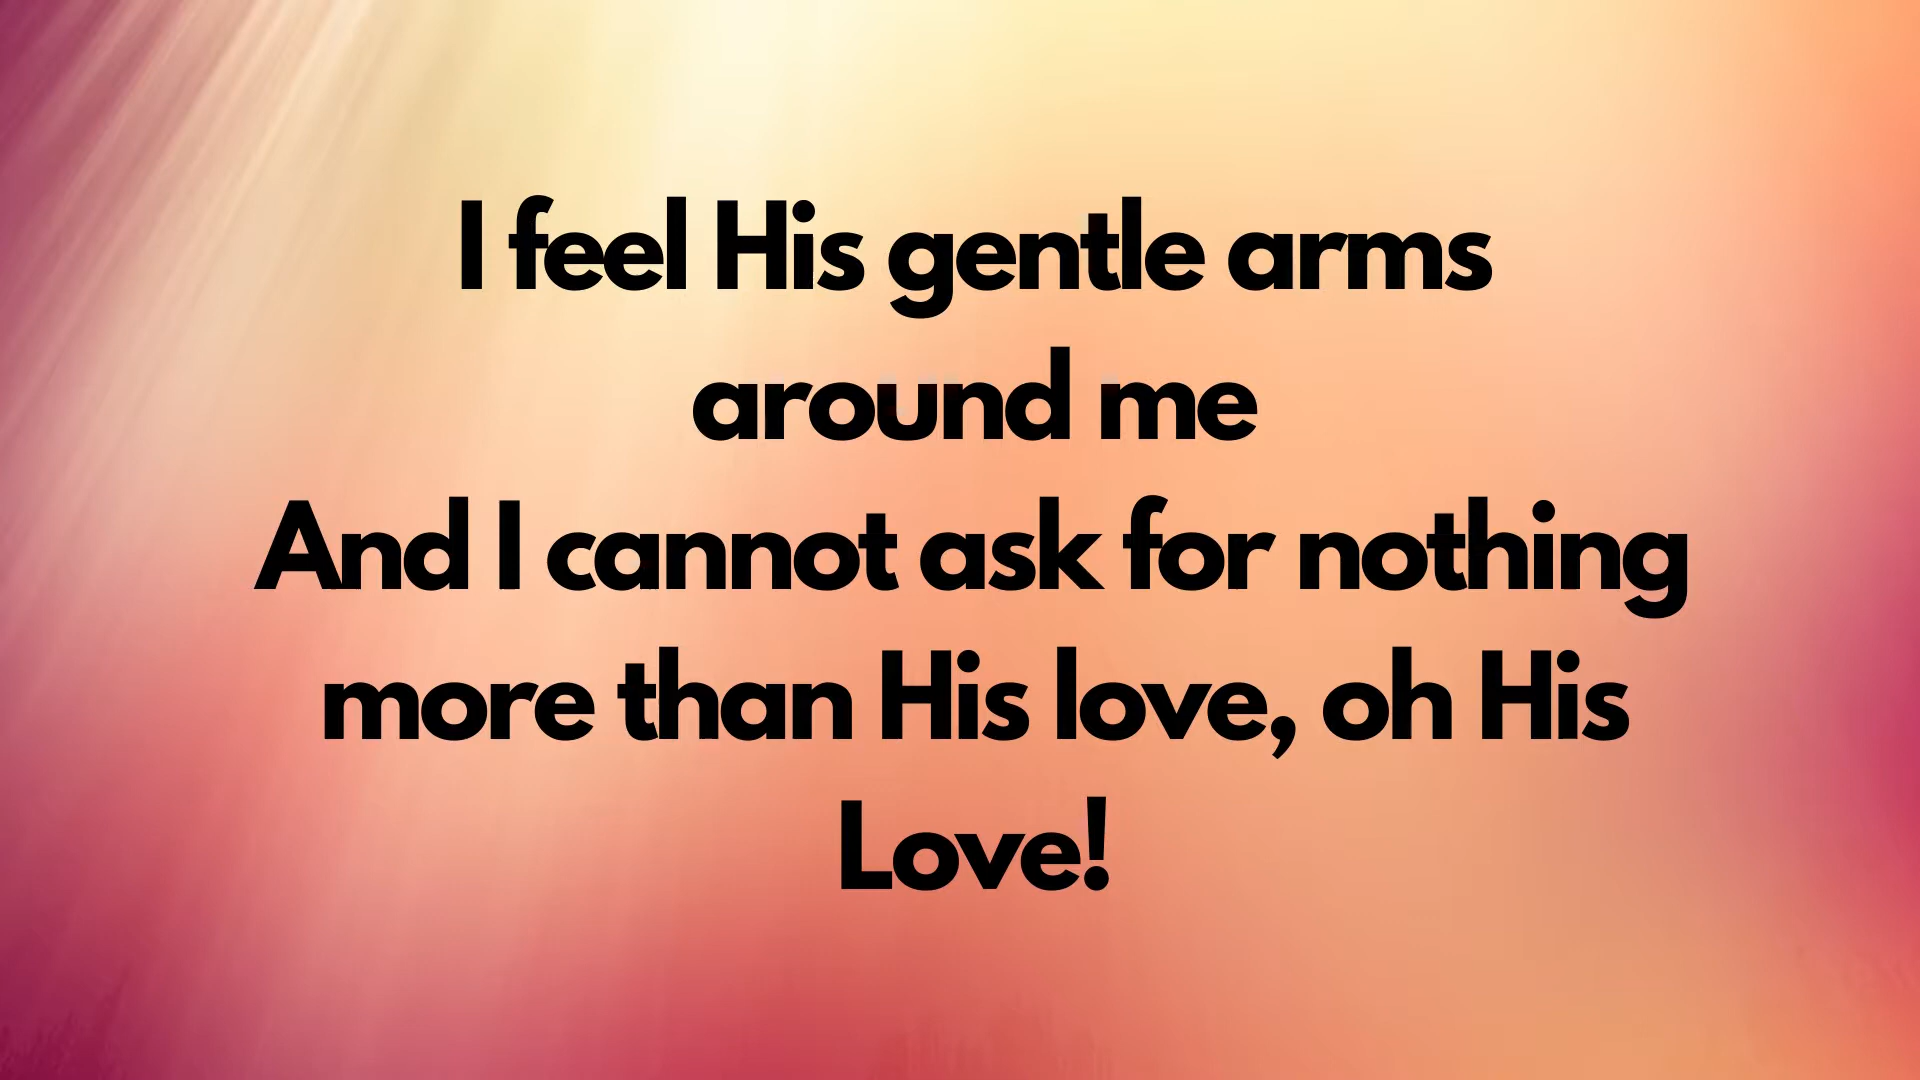 I feel His gentle arms
around me
And I cannot ask for nothing
more than His love, oh His
Love!